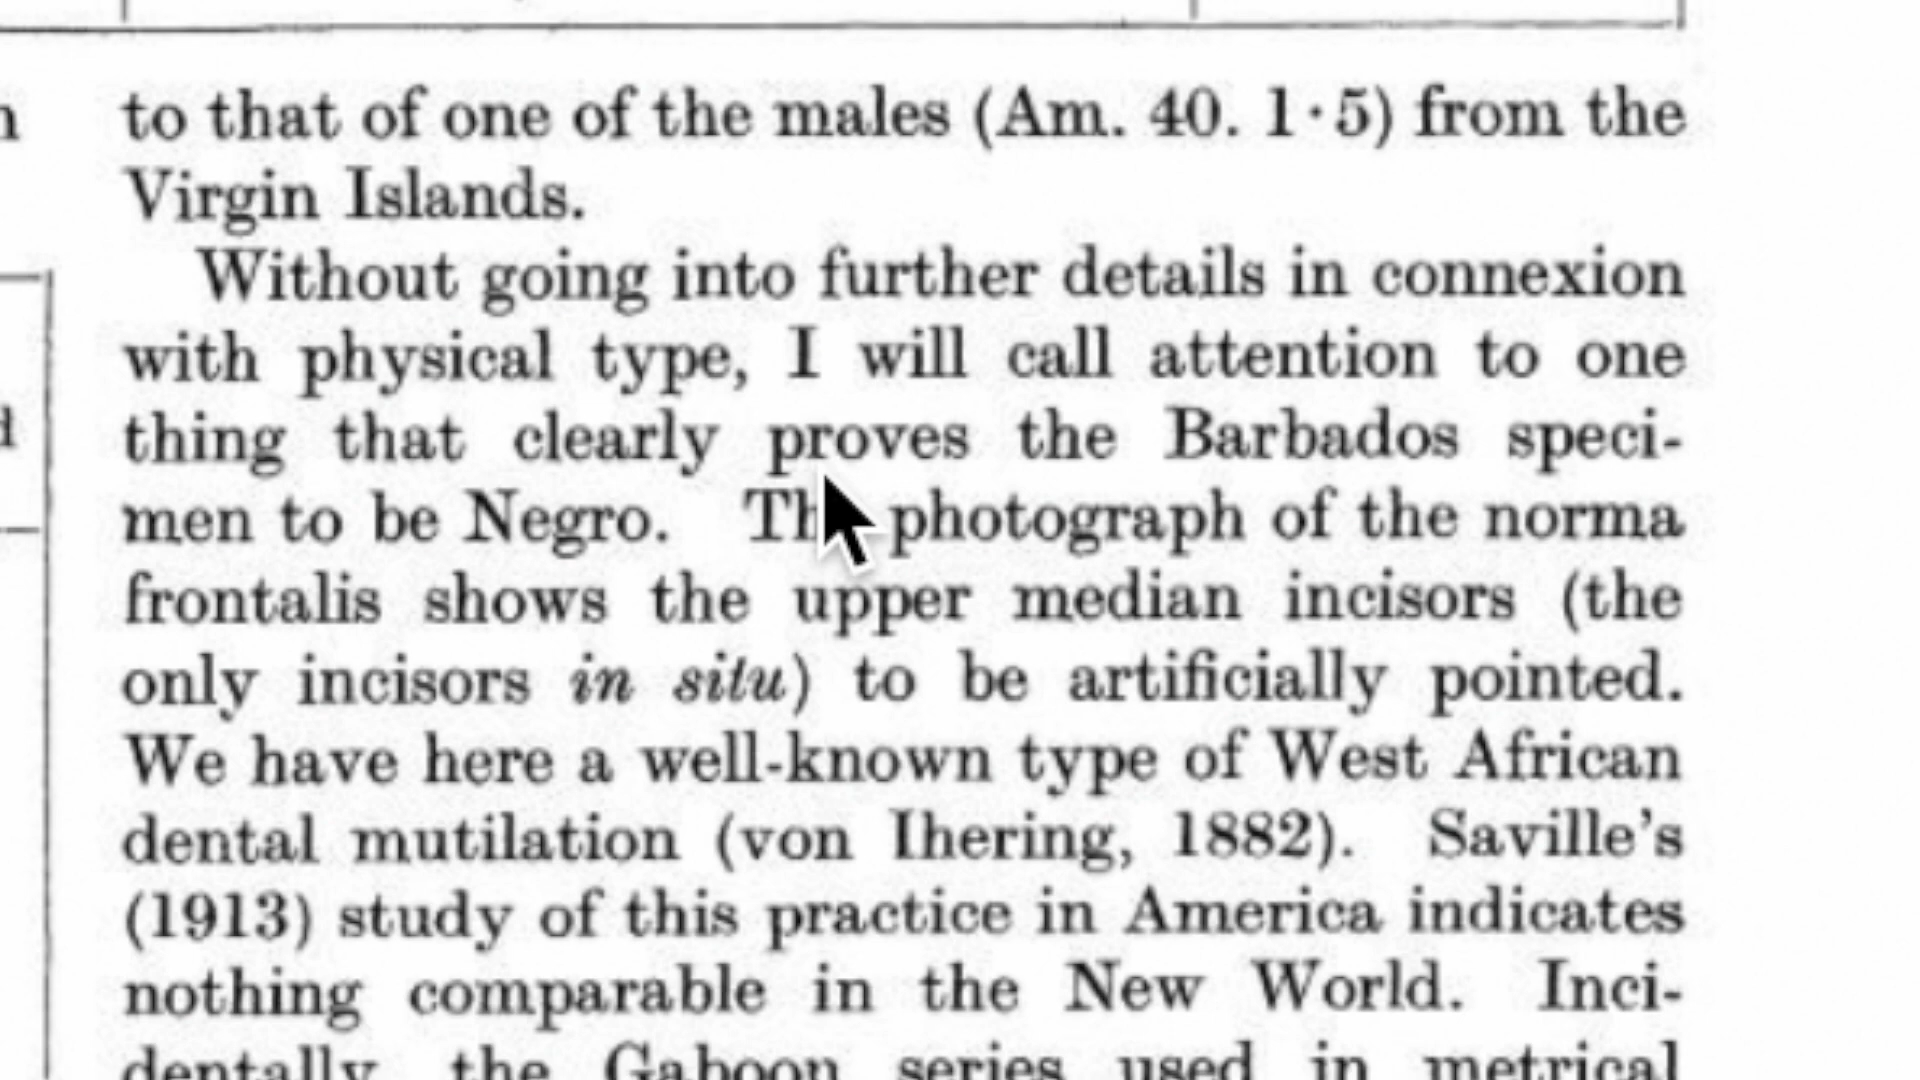 to that of one of the males (Am. 40. 1·5) from the
Virgin Islands.
Without going into further details in connexion
with physical type, I will call attention to one
thing that clearly proves the Barbados speci-
men to be Negro. photograph of the norma
frontalis shows the upper median incisors (the
only incisors in situ) to be artificially pointed.
We have here a well-known type of West African
dental mutilation (von Ihering, 1882). Saville's
(1913) study of this practice in America indicates
nothing comparable in the New World. Inci-
dentally, the Gaboon series used in metrical